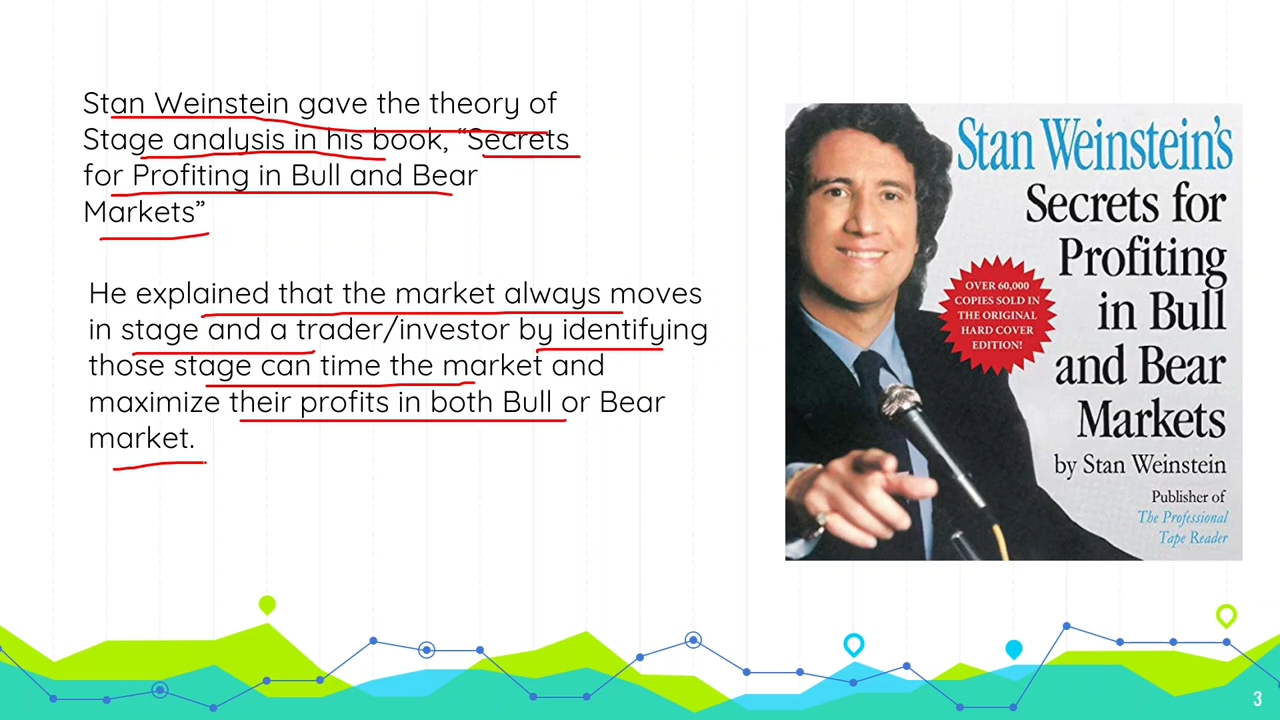 Stan Weinstein gave the theory of
Stage analysis in his book, “Secrets
for Profiting in Bull and Bear
Markets”
He explained that the market always moves
in stage and a trader/investor by identifying
those stage can time the market and
maximize their profits in both Bull or Bear
market.
Stan Weinstein's
Secrets for
Profiting
in Bull
and Bear
Markets
OVER 60,000
COPIES SOLD IN
THE ORIGINAL
HARD COVER
EDITION!
by Stan Weinstein
Publisher of
The Professional
Tape Reader
3